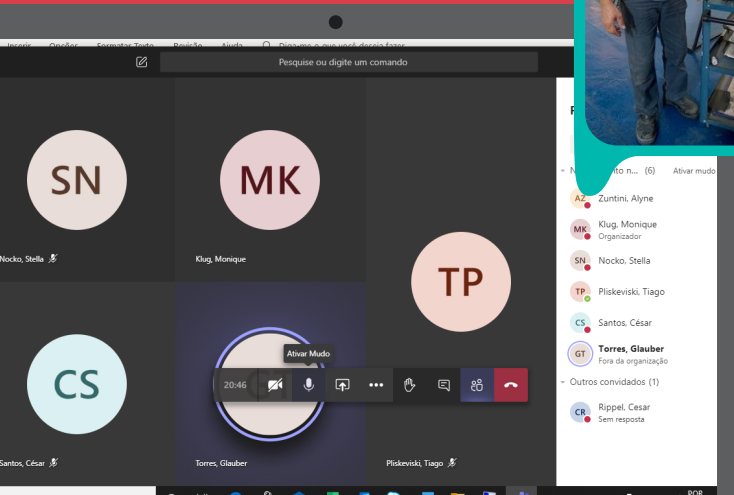 Inserir Opções Formatar Texto Revisão Ajuda Diga-me o que você deseja fazer
Pesquise ou digite um comando
SN
Nocko, Stella
MK
Klug, Monique
TP
Pliskeviski, Tiago
CS
Santos, César
Ativar Mudo
20:46
Torres, Glauber
(6) Ativar mudo
AZ Zuntini, Alyne
MK Klug, Monique
Organizador
SN Nocko, Stella
TP Pliskeviski, Tiago
CS Santos, César
GT Torres, Glauber
Fora da organização
Outros convidados (1)
CR Rippel, Cesar
Sem resposta
POR